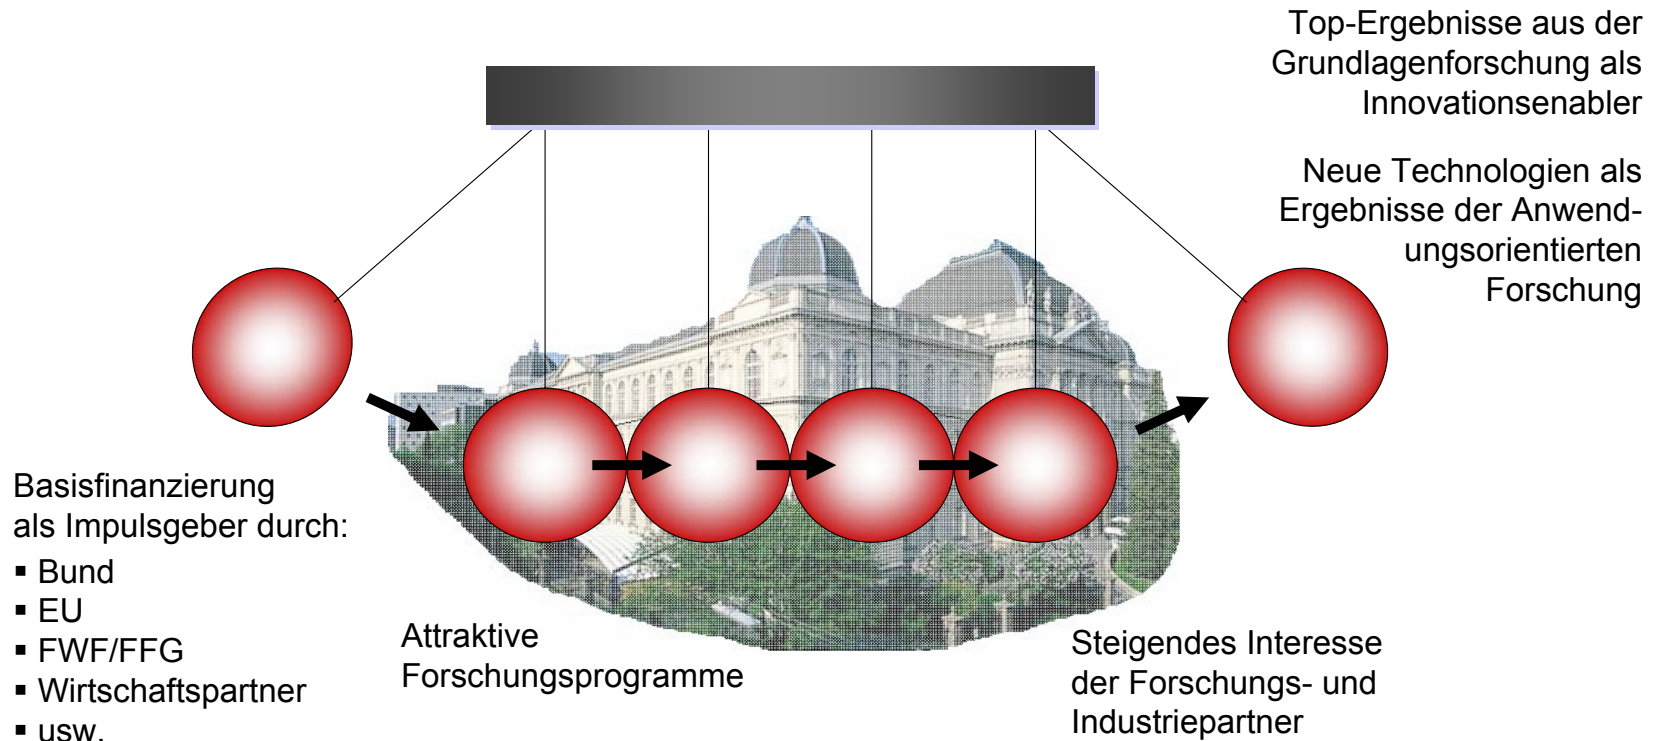 Top-Ergebnisse aus der
Grundlagenforschung als
Innovationsenabler
Neue Technologien als
Ergebnisse der Anwend-
ungsorientierten
Forschung
Basisfinanzierung
als Impulsgeber durch:
▪ Bund
▪ EU
▪ FWF/FFG
▪ Wirtschaftspartner
▪ usw.
Attraktive
Forschungsprogramme
Steigendes Interesse
der Forschungs- und
Industriepartner